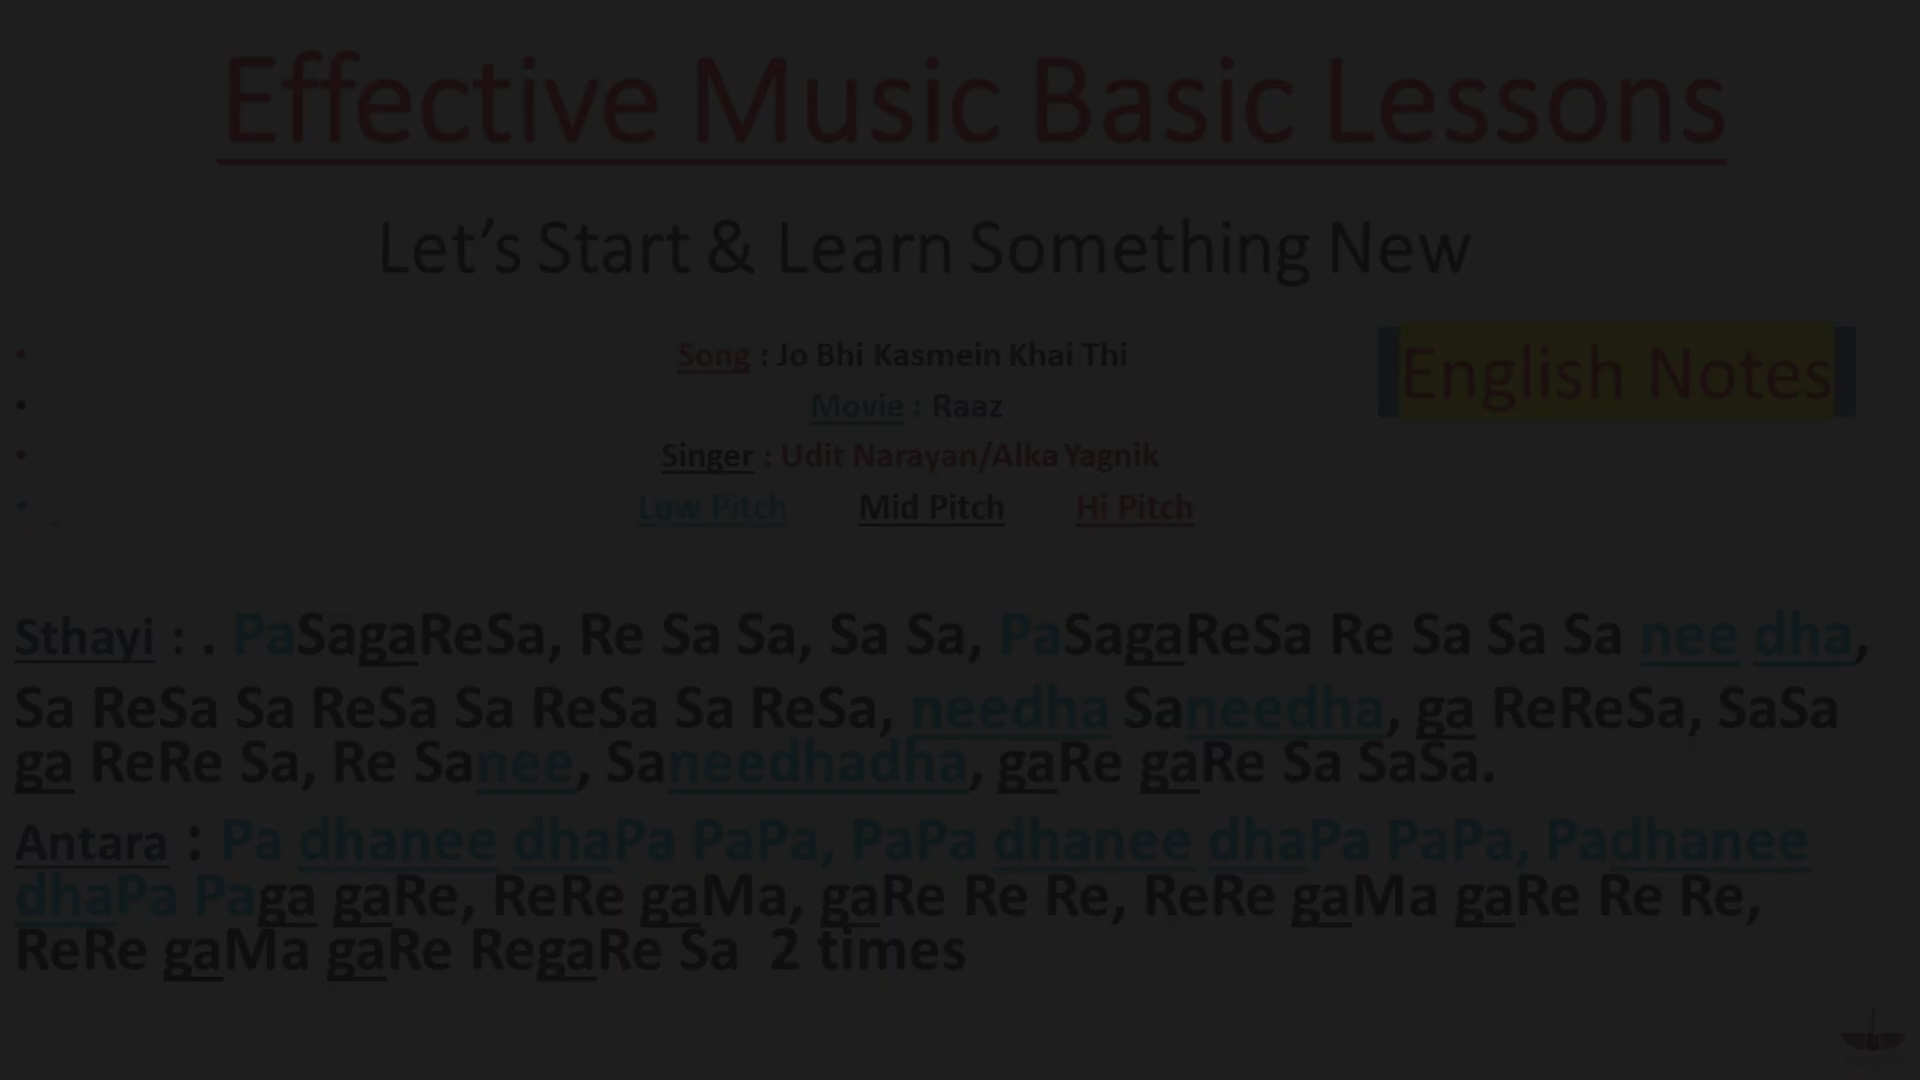 Effective Music Basic Lessons
Let’s Start & Learn Something New
• Song : Jo Bhi Kasmein Khai Thi
English Notes
• Movie : Raaz
• Singer : Udit Narayan/Alka Yagnik
• Low Pitch Mid Pitch Hi Pitch
Sthayi : . PaSagaReSa, Re Sa Sa, Sa Sa, PaSagaReSa Re Sa Sa Sa nee dha,
Sa ReSa Sa ReSa Sa ReSa Sa ReSa, needha Saneedha, ga ReReSa, SaSa
ga ReRe Sa, Re Sanee, Saneedhadha, gaRe gaRe Sa SaSa.
Antara : Pa dhanee dhaPa PaPa, PaPa dhanee dhaPa PaPa, Padhanee
dhaPa Paga gaRe, ReRe gaMa, gaRe Re Re, ReRe gaMa gaRe Re Re,
ReRe gaMa gaRe RegaRe Sa 2 times